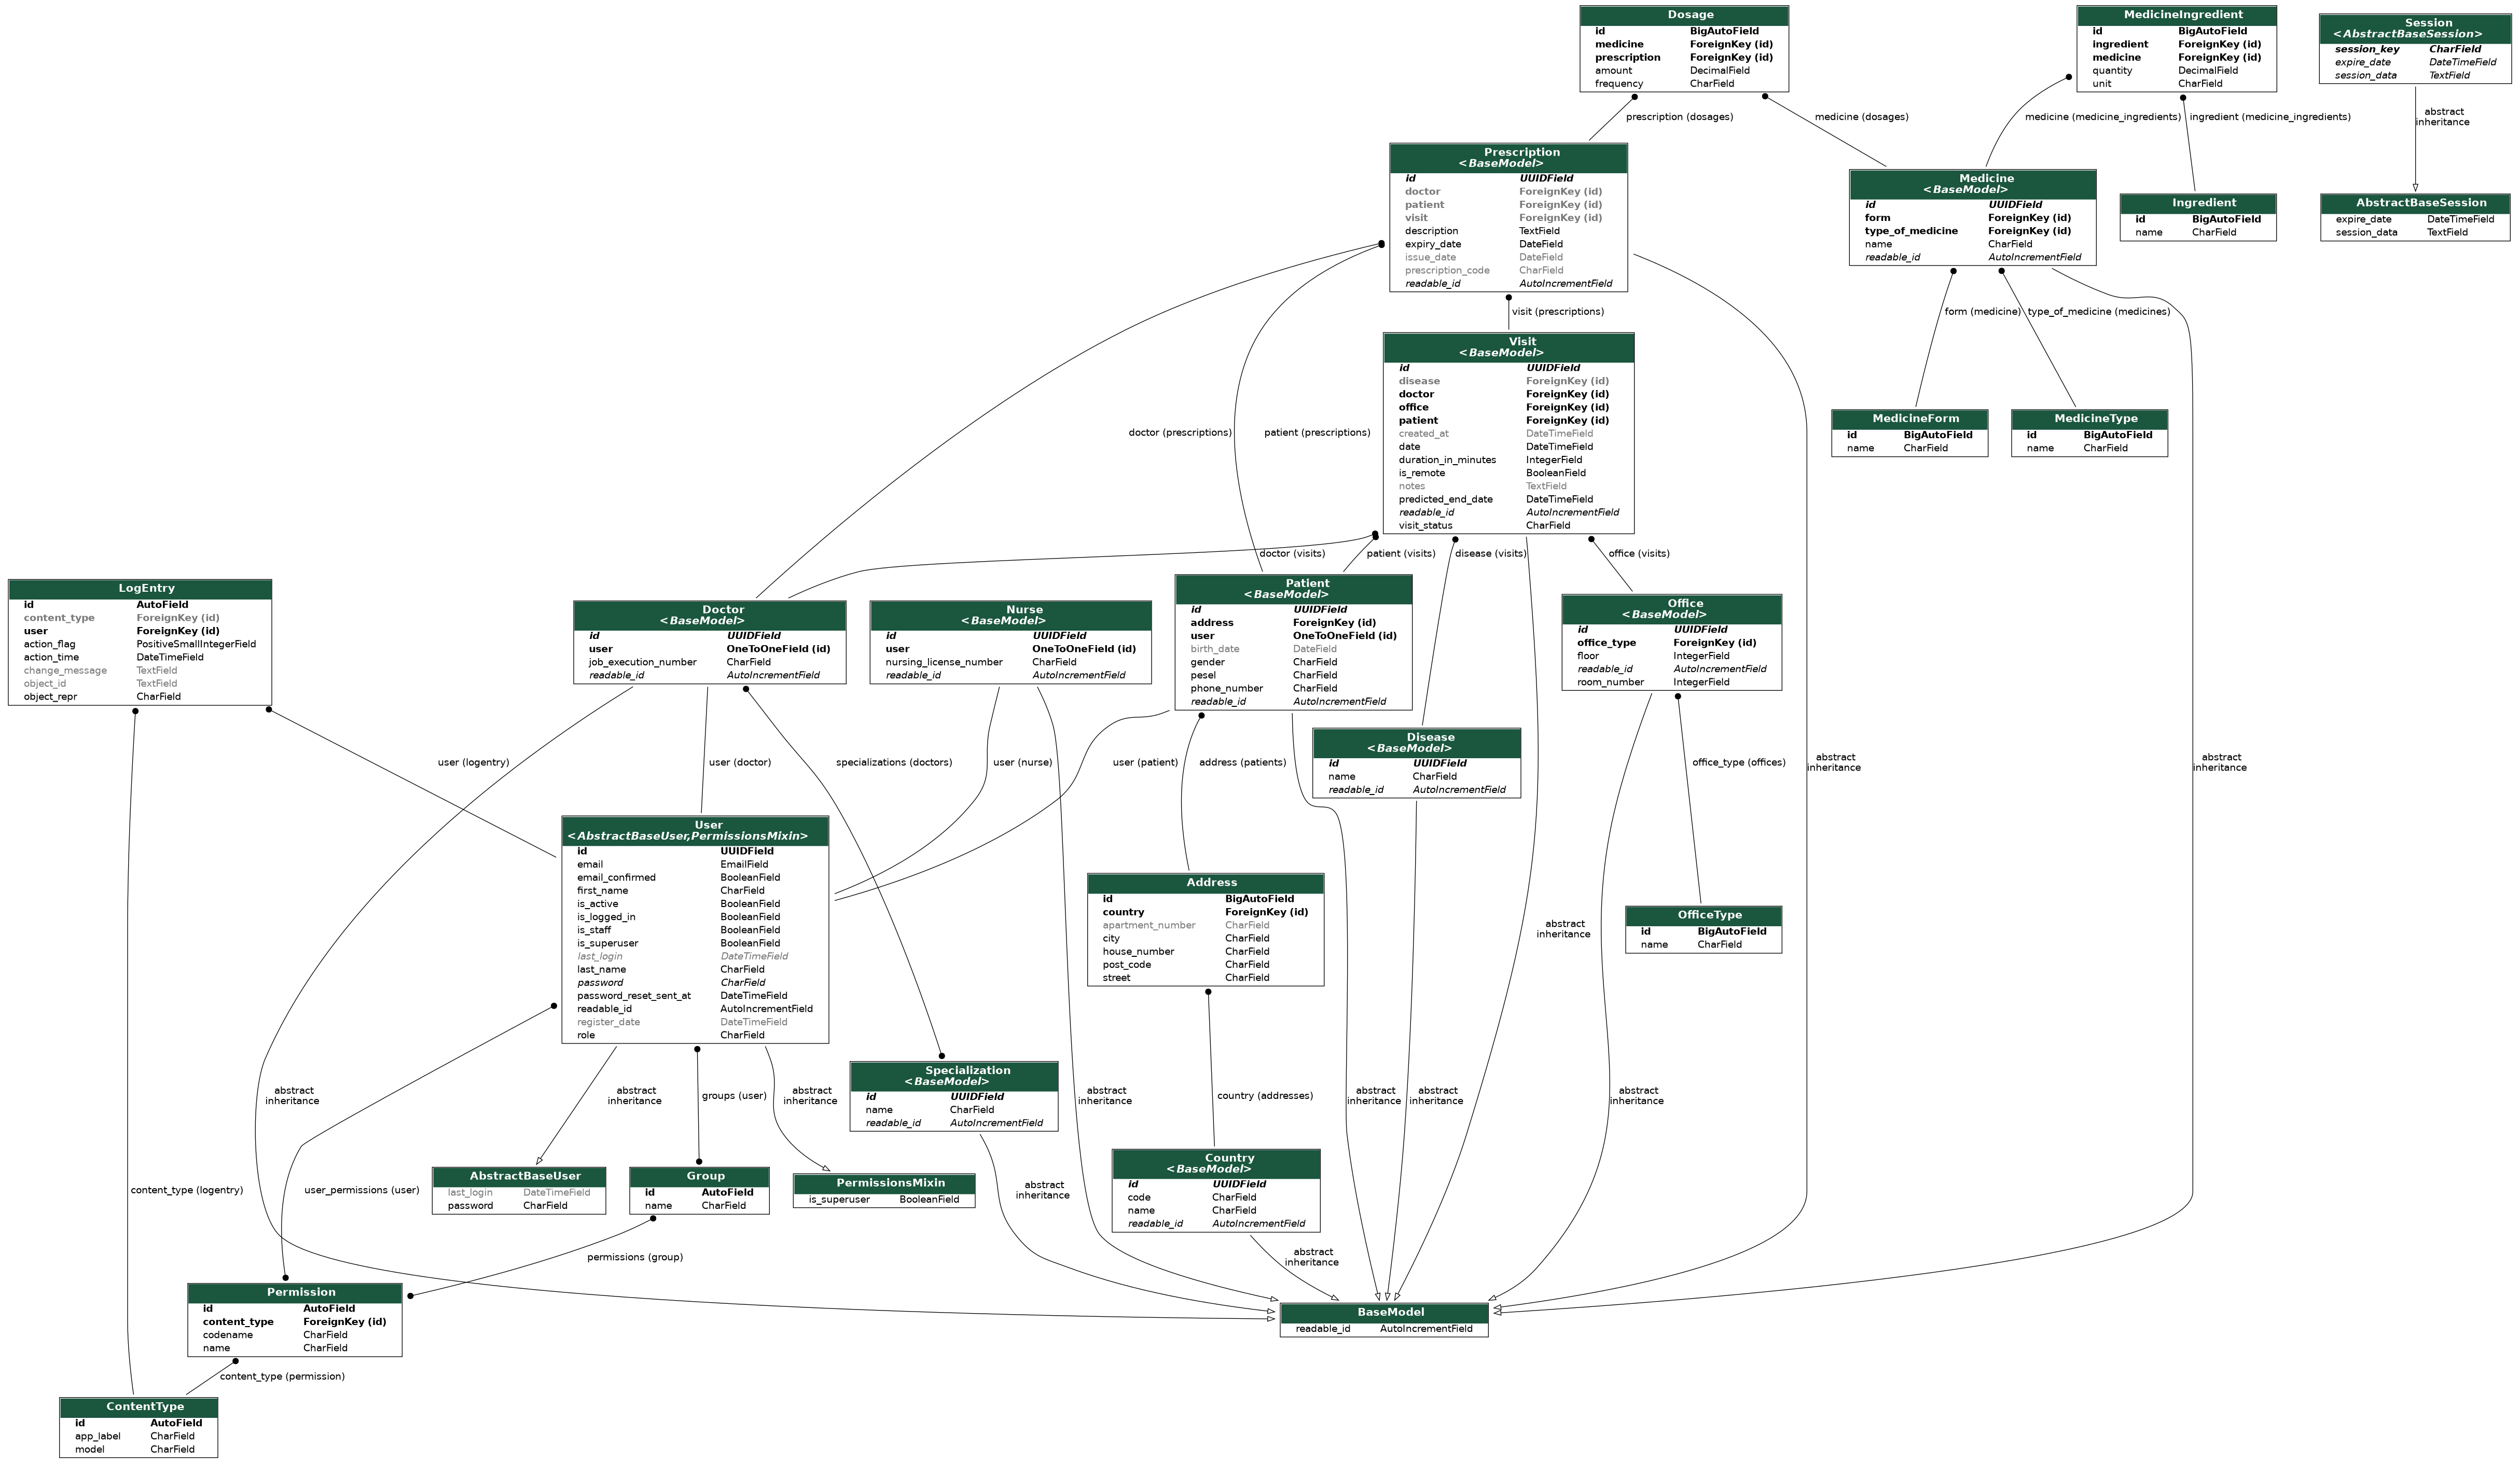 Dosage
id BigAutoField
medicine ForeignKey (id)
prescription ForeignKey (id)
amount DecimalField
frequency CharField
MedicineIngredient
id BigAutoField
ingredient ForeignKey (id)
medicine ForeignKey (id)
quantity DecimalField
unit CharField
Session
<AbstractBaseSession>
session_key CharField
expire_date DateTimeField
session_data TextField
prescription (dosages)
medicine (dosages)
medicine (medicine_ingredients)
ingredient (medicine_ingredients)
abstract
inheritance
Prescription
<BaseModel>
id UUIDField
doctor ForeignKey (id)
patient ForeignKey (id)
visit ForeignKey (id)
description TextField
expiry_date DateField
issue_date DateField
prescription_code CharField
readable_id AutoIncrementField
Medicine
<BaseModel>
id UUIDField
form ForeignKey (id)
type_of_medicine ForeignKey (id)
name CharField
readable_id AutoIncrementField
Ingredient
id BigAutoField
name CharField
AbstractBaseSession
expire_date DateTimeField
session_data TextField
visit (prescriptions)
form (medicine)
type_of_medicine (medicines)
Visit
<BaseModel>
id UUIDField
disease ForeignKey (id)
doctor ForeignKey (id)
office ForeignKey (id)
patient ForeignKey (id)
created_at DateTimeField
date DateTimeField
duration_in_minutes IntegerField
is_remote BooleanField
notes TextField
predicted_end_date DateTimeField
readable_id AutoIncrementField
visit_status CharField
doctor (prescriptions)
patient (prescriptions)
MedicineForm
id BigAutoField
name CharField
MedicineType
id BigAutoField
name CharField
doctor (visits)
patient (visits)
disease (visits)
office (visits)
LogEntry
id AutoField
content_type ForeignKey (id)
user ForeignKey (id)
action_flag PositiveSmallIntegerField
action_time DateTimeField
change_message TextField
object_id TextField
object_repr CharField
Doctor
<BaseModel>
id UUIDField
user OneToOneField (id)
job_execution_number CharField
readable_id AutoIncrementField
Nurse
<BaseModel>
id UUIDField
user OneToOneField (id)
nursing_license_number CharField
readable_id AutoIncrementField
Patient
<BaseModel>
id UUIDField
address ForeignKey (id)
user OneToOneField (id)
birth_date DateField
gender CharField
pesel CharField
phone_number CharField
readable_id AutoIncrementField
Office
<BaseModel>
id UUIDField
office_type ForeignKey (id)
floor IntegerField
readable_id AutoIncrementField
room_number IntegerField
user (logentry)
user (doctor)
specializations (doctors)
user (nurse)
user (patient)
address (patients)
Disease
<BaseModel>
id UUIDField
name CharField
readable_id AutoIncrementField
office_type (offices)
abstract
inheritance
abstract
inheritance
User
<AbstractBaseUser,PermissionsMixin>
id UUIDField
email EmailField
email_confirmed BooleanField
first_name CharField
is_active BooleanField
is_logged_in BooleanField
is_staff BooleanField
is_superuser BooleanField
last_login DateTimeField
last_name CharField
password CharField
password_reset_sent_at DateTimeField
readable_id AutoIncrementField
register_date DateTimeField
role CharField
Address
id BigAutoField
country ForeignKey (id)
apartment_number CharField
city CharField
house_number CharField
post_code CharField
street CharField
abstract
inheritance
OfficeType
id BigAutoField
name CharField
abstract
inheritance
abstract
inheritance
groups (user)
abstract
inheritance
Specialization
<BaseModel>
id UUIDField
name CharField
readable_id AutoIncrementField
abstract
inheritance
country (addresses)
abstract
inheritance
abstract
inheritance
abstract
inheritance
content_type (logentry)
user_permissions (user)
AbstractBaseUser
last_login DateTimeField
password CharField
Group
id AutoField
name CharField
PermissionsMixin
is_superuser BooleanField
abstract
inheritance
Country
<BaseModel>
id UUIDField
code CharField
name CharField
readable_id AutoIncrementField
permissions (group)
abstract
inheritance
Permission
id AutoField
content_type ForeignKey (id)
codename CharField
name CharField
BaseModel
readable_id AutoIncrementField
content_type (permission)
ContentType
id AutoField
app_label CharField
model CharField